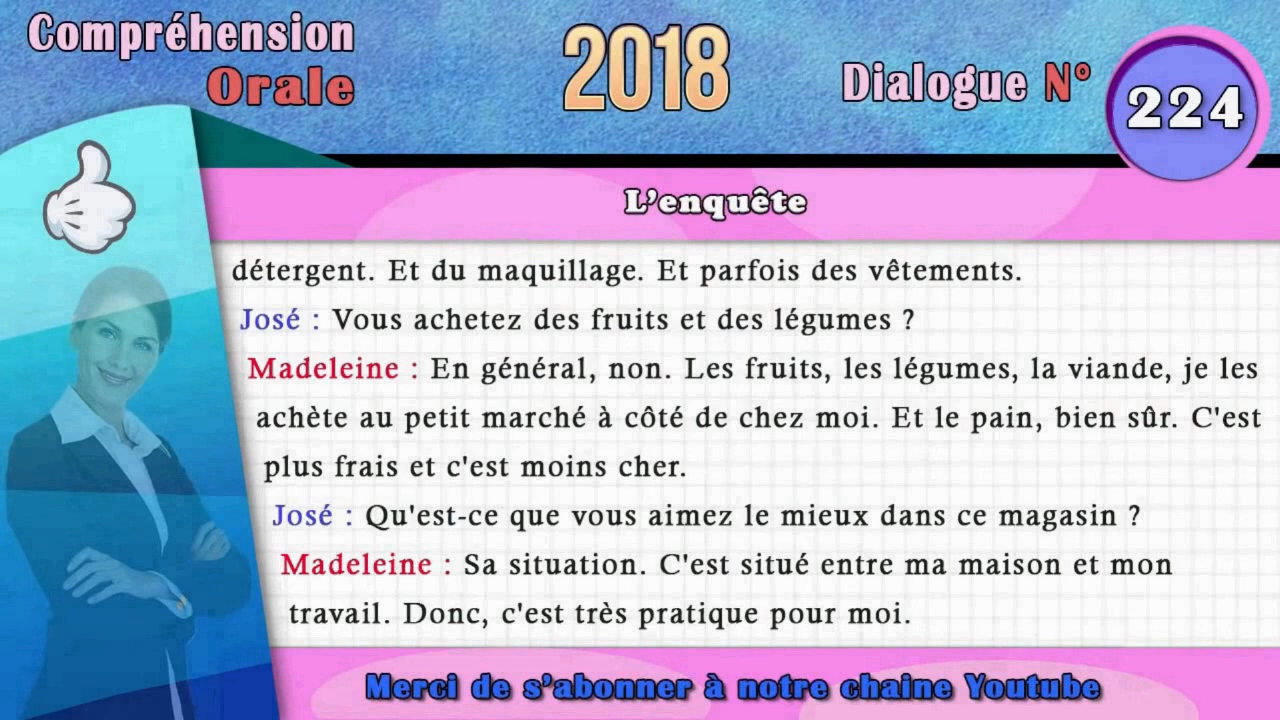 Compréhension
Orale
2018
Dialogue N°
224
L'enquête
détergent. Et du maquillage. Et parfois des vêtements.
José : Vous achetez des fruits et des légumes ?
Madeleine : En général, non. Les fruits, les légumes, la viande, je les
achète au petit marché à côté de chez moi. Et le pain, bien sûr. C'est
plus frais et c'est moins cher.
José : Qu'est-ce que vous aimez le mieux dans ce magasin ?
Madeleine : Sa situation. C'est situé entre ma maison et mon
travail. Donc, c'est très pratique pour moi.
Merci de s'abonner à notre chaine Youtube